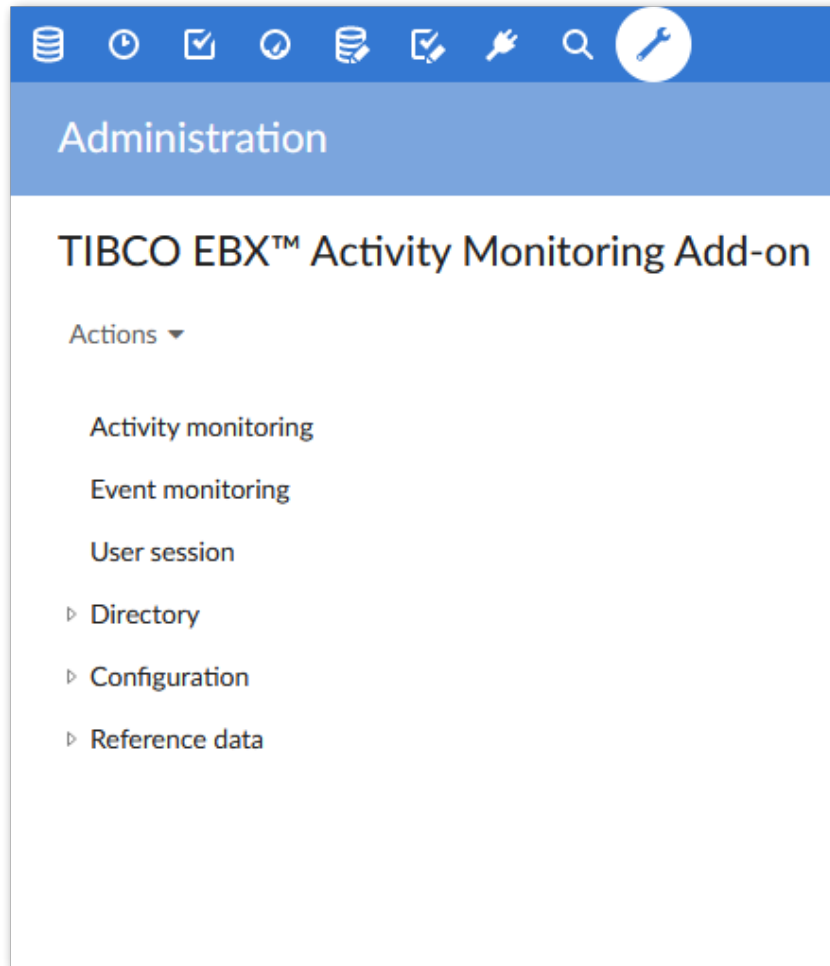 Administration
TIBCO EBX™ Activity Monitoring Add-on
Actions
Activity monitoring
Event monitoring
User session
Directory
Configuration
Reference data